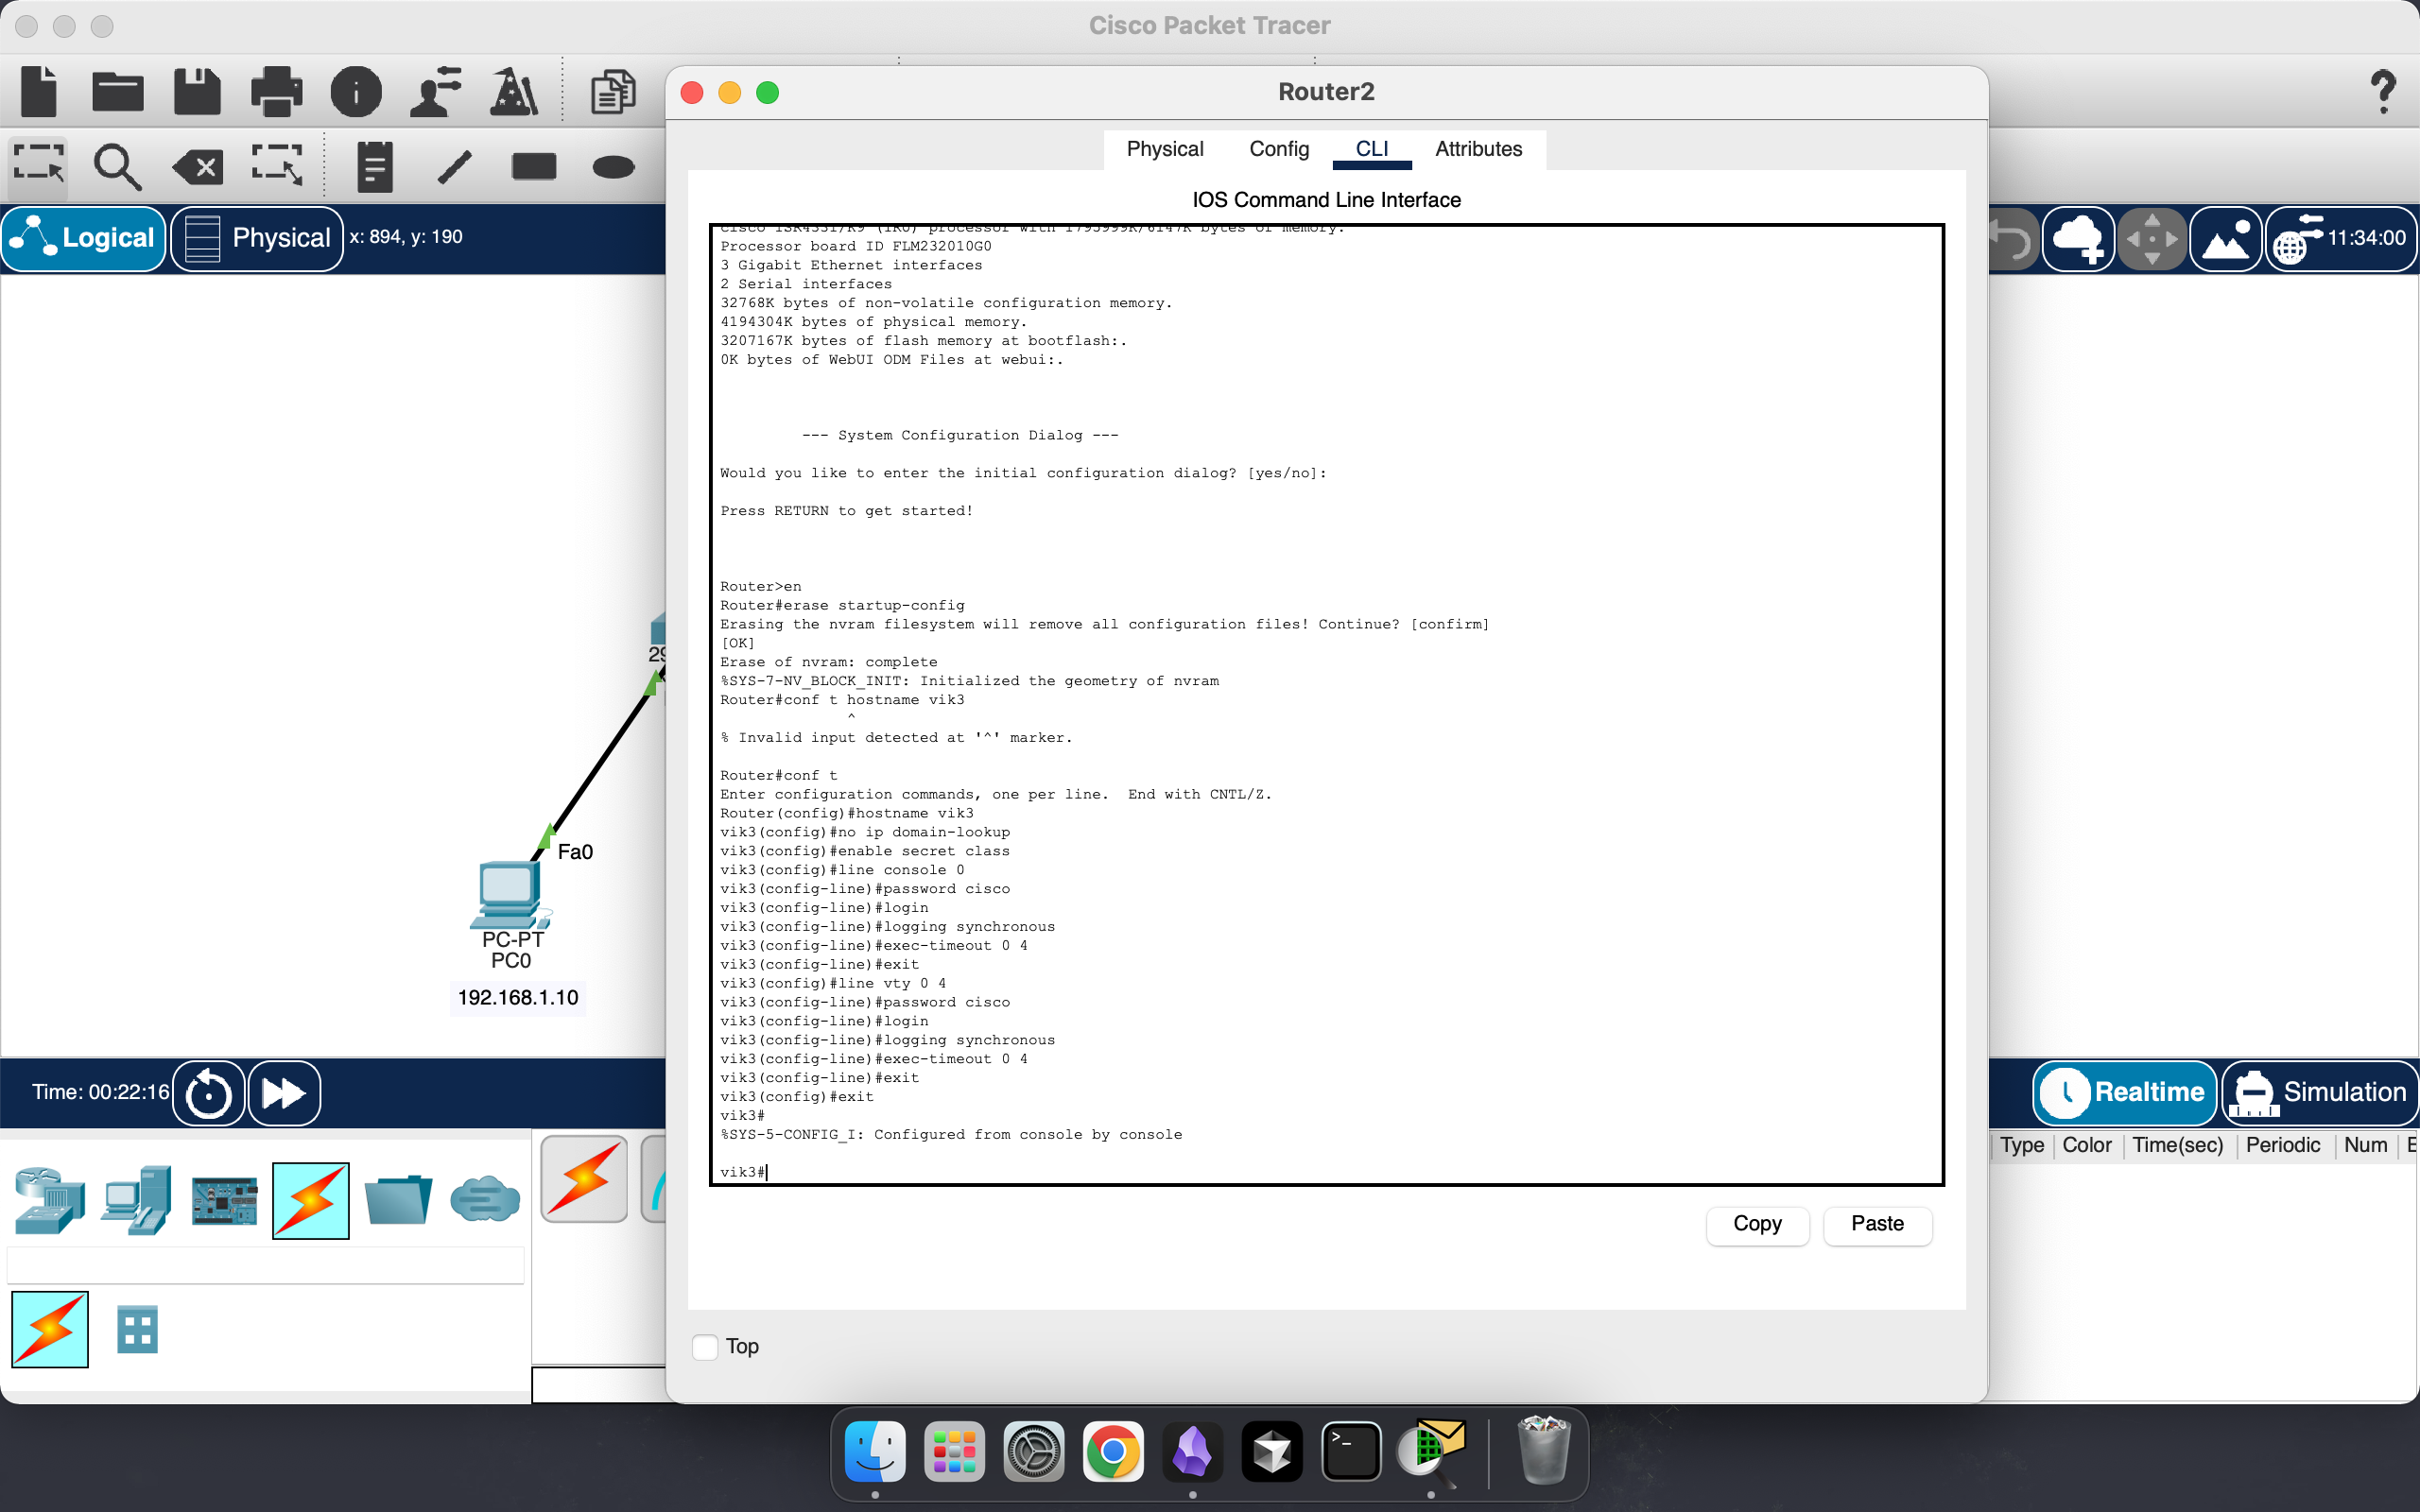 Cisco Packet Tracer
Router2
Physical Config CLI Attributes
IOS Command Line Interface
Logical
Physical
x: 894, y: 190
11:34:00
cisco ISR4331/K9 (1RU) processor with 1795999K/6147K bytes of memory.
Processor board ID FLM232010G0
3 Gigabit Ethernet interfaces
2 Serial interfaces
32768K bytes of non-volatile configuration memory.
4194304K bytes of physical memory.
3207167K bytes of flash memory at bootflash:.
0K bytes of WebUI ODM Files at webui:.
--- System Configuration Dialog ---
Would you like to enter the initial configuration dialog? [yes/no]:
Press RETURN to get started!
Router>en
Router#erase startup-config
Erasing the nvram filesystem will remove all configuration files! Continue? [confirm]
[OK]
Erase of nvram: complete
%SYS-7-NV_BLOCK_INIT: Initialized the geometry of nvram
Router#conf t hostname vik3
^
% Invalid input detected at '^' marker.
Router#conf t
Enter configuration commands, one per line.  End with CNTL/Z.
Router(config)#hostname vik3
vik3(config)#no ip domain-lookup
vik3(config)#enable secret class
vik3(config)#line console 0
vik3(config-line)#password cisco
vik3(config-line)#login
vik3(config-line)#logging synchronous
vik3(config-line)#exec-timeout 0 4
vik3(config-line)#exit
vik3(config)#line vty 0 4
vik3(config-line)#password cisco
vik3(config-line)#login
vik3(config-line)#logging synchronous
vik3(config-line)#exec-timeout 0 4
vik3(config-line)#exit
vik3(config)#exit
vik3#
%SYS-5-CONFIG_I: Configured from console by console
vik3#
Copy
Paste
Top
29
Fa0
PC-PT
PC0
192.168.1.10
Time: 00:22:16
Realtime
Simulation
Type Color Time(sec) Periodic Num E